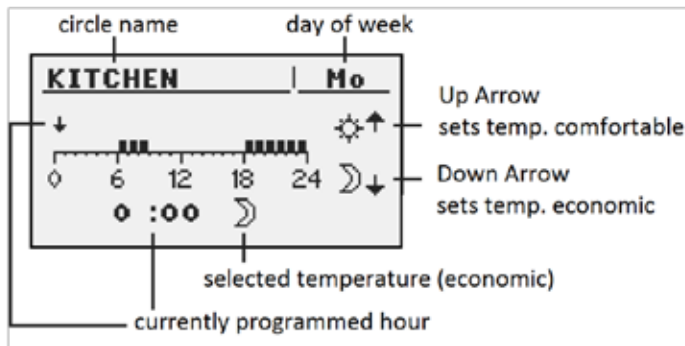 circle name
day of week
KITCHEN
Mo
Up Arrow
sets temp. comfortable
0 6 12 18 24
Down Arrow
sets temp. economic
0 :00
selected temperature (economic)
currently programmed hour